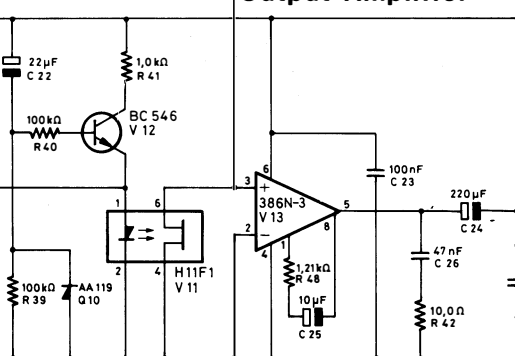 Output Amplifier
22µF
C 22
1,0kΩ
R 41
100kΩ
R40
BC 546
V 12
1
6
2
4
H11F1
V 11
100kΩ
R 39
AA 119
Q 10
3
2
6
+
386N-3
V 13
−
4
1
5
8
1,21kΩ
R 48
10µF
C 25
100nF
C 23
220µF
C 24
47nF
C 26
10,0Ω
R 42